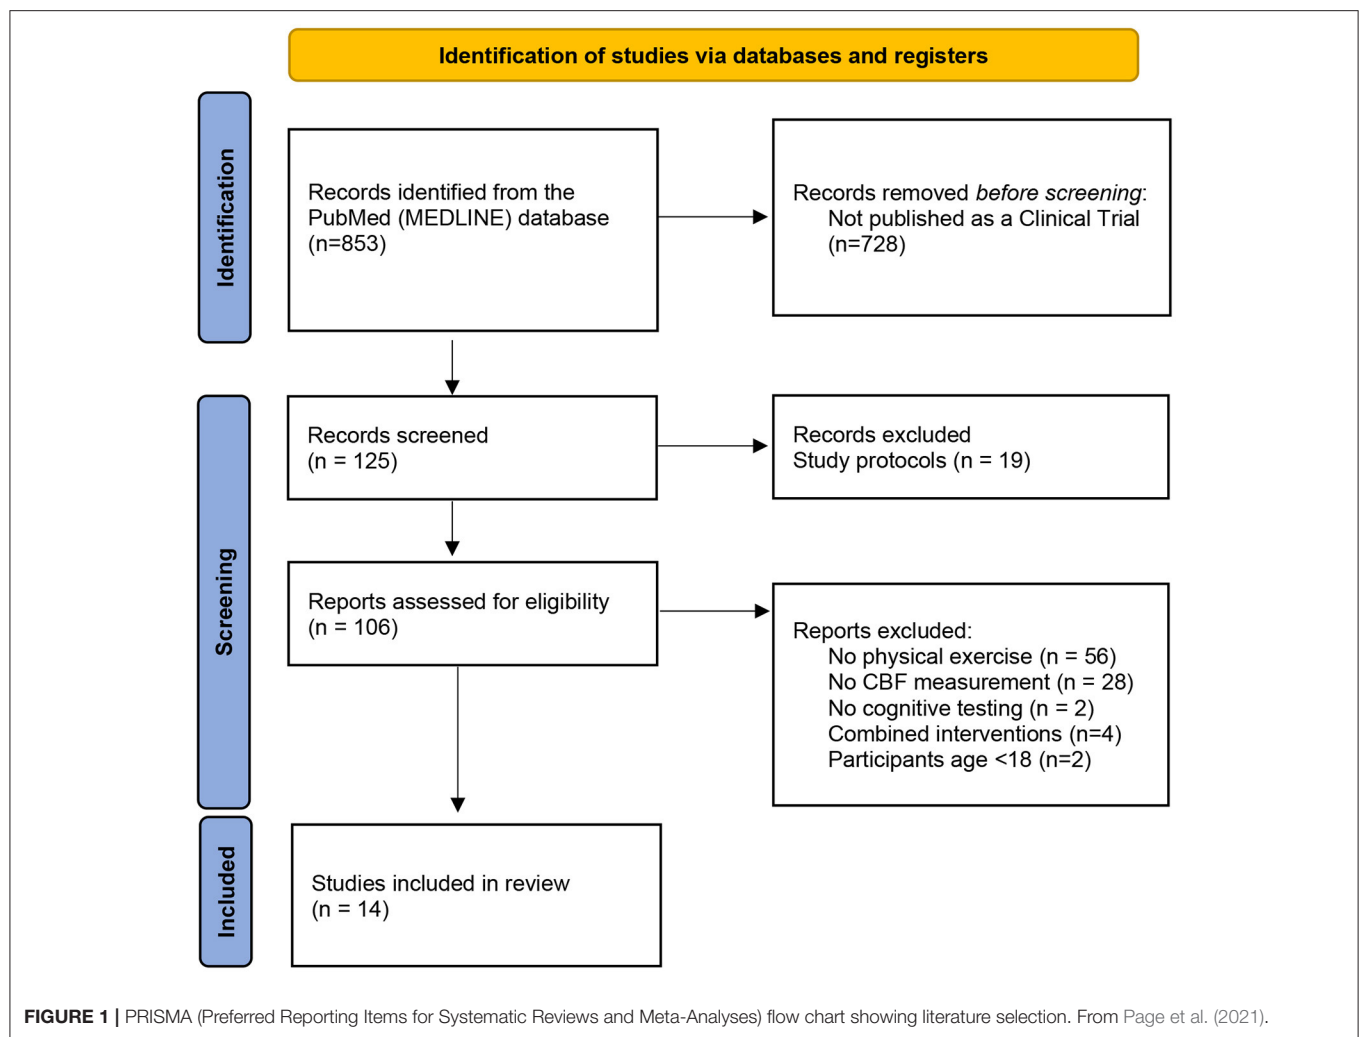 Identification of studies via databases and registers
Identification
Records identified from the
PubMed (MEDLINE) database
(n=853)
Records removed before screening:
Not published as a Clinical Trial
(n=728)
Screening
Records screened
(n = 125)
Records excluded
Study protocols (n = 19)
Reports assessed for eligibility
(n = 106)
Reports excluded:
No physical exercise (n = 56)
No CBF measurement (n = 28)
No cognitive testing (n = 2)
Combined interventions (n=4)
Participants age <18 (n=2)
Included
Studies included in review
(n = 14)
FIGURE 1 | PRISMA (Preferred Reporting Items for Systematic Reviews and Meta-Analyses) flow chart showing literature selection. From Page et al. (2021).